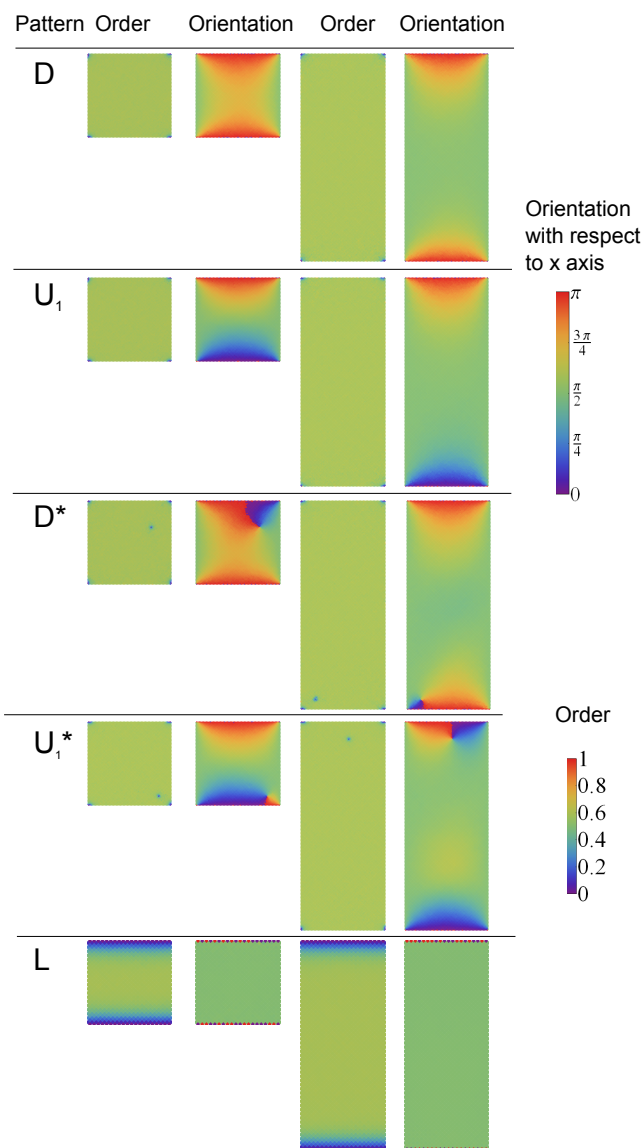 Pattern Order Orientation Order Orientation
D
U₁
D*
U₁*
L
Orientation
with respect
to x axis
π
3π/4
π/2
π/4
0
Order
1
0.8
0.6
0.4
0.2
0